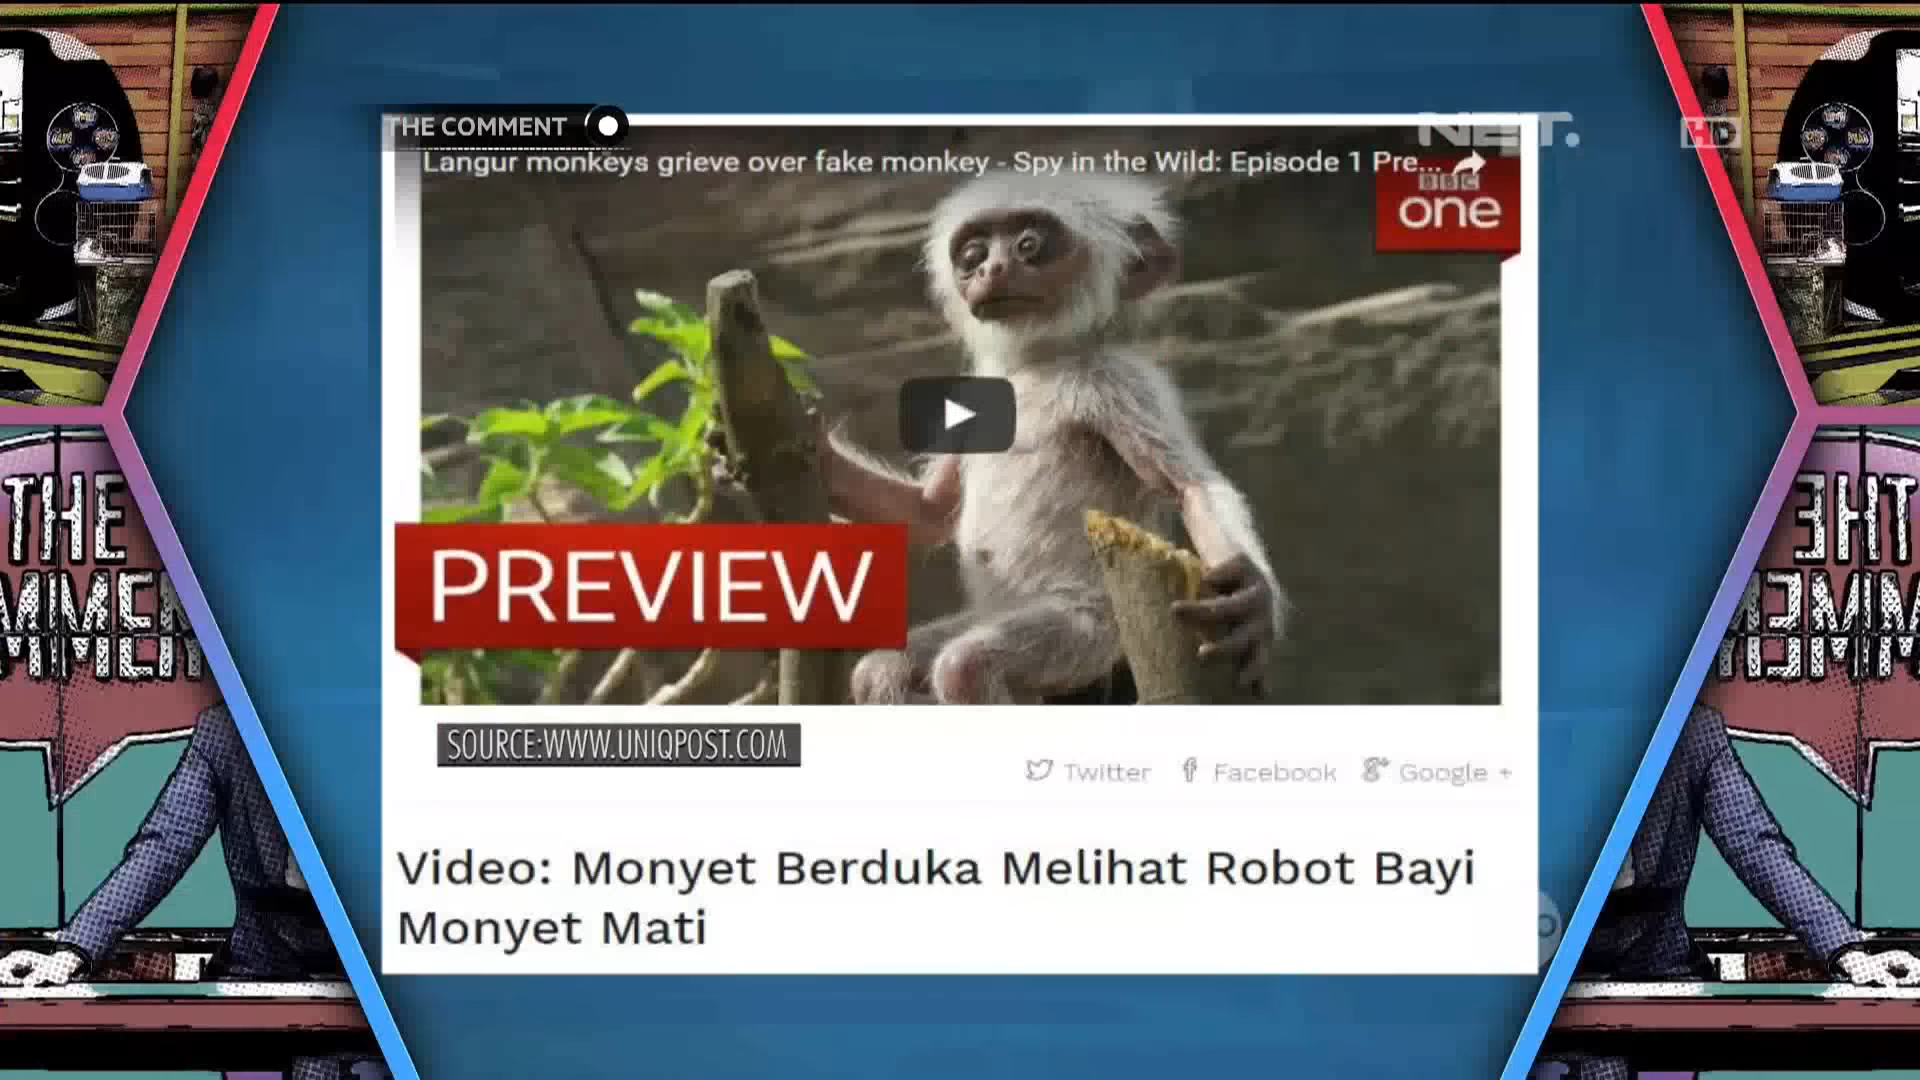 THE COMMENT
NET.
HD
Langur monkeys grieve over fake monkey - Spy in the Wild: Episode 1 Pre...
BBC
one
PREVIEW
SOURCE:WWW.UNIQPOST.COM
Twitter Facebook Google +
Video: Monyet Berduka Melihat Robot Bayi
Monyet Mati
THE
THE